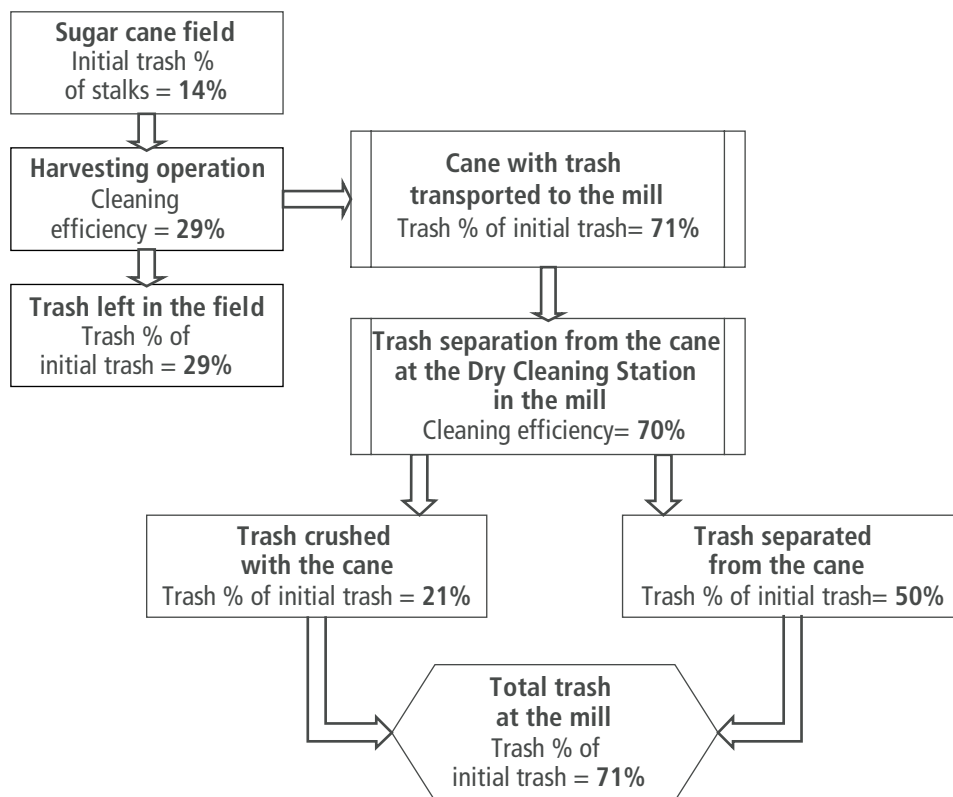 Sugar cane field
Initial trash %
of stalks = 14%
Harvesting operation
Cleaning
efficiency = 29%
Trash left in the field
Trash % of
initial trash = 29%
Cane with trash
transported to the mill
Trash % of initial trash= 71%
Trash separation from the cane
at the Dry Cleaning Station
in the mill
Cleaning efficiency= 70%
Trash crushed
with the cane
Trash % of initial trash = 21%
Trash separated
from the cane
Trash % of initial trash= 50%
Total trash
at the mill
Trash % of
initial trash = 71%